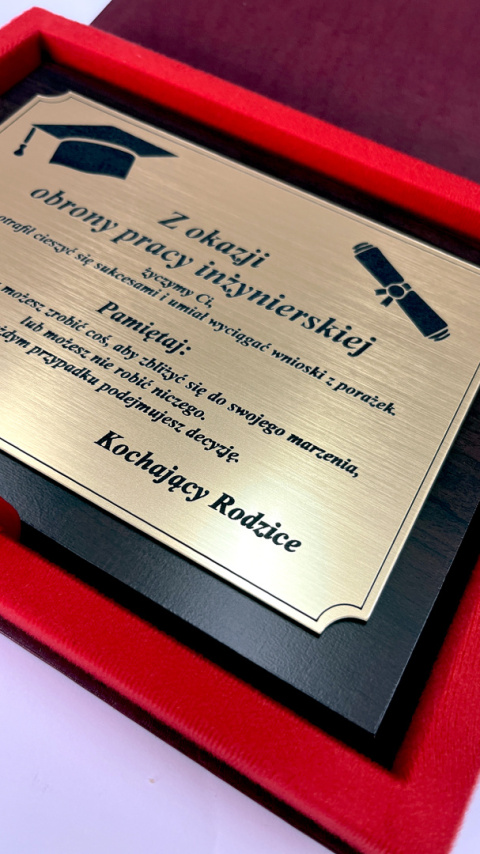 Z okazji
obrony pracy inżynierskiej
życzymy Ci,
cieszyć się sukcesami i umiał wyciągać wnioski z porażek.
Pamiętaj:
możesz zrobić coś, aby zbliżyć się do swojego marzenia,
lub możesz nie robić niczego.
przypadku podejmujesz decyzję.
Kochający Rodzice